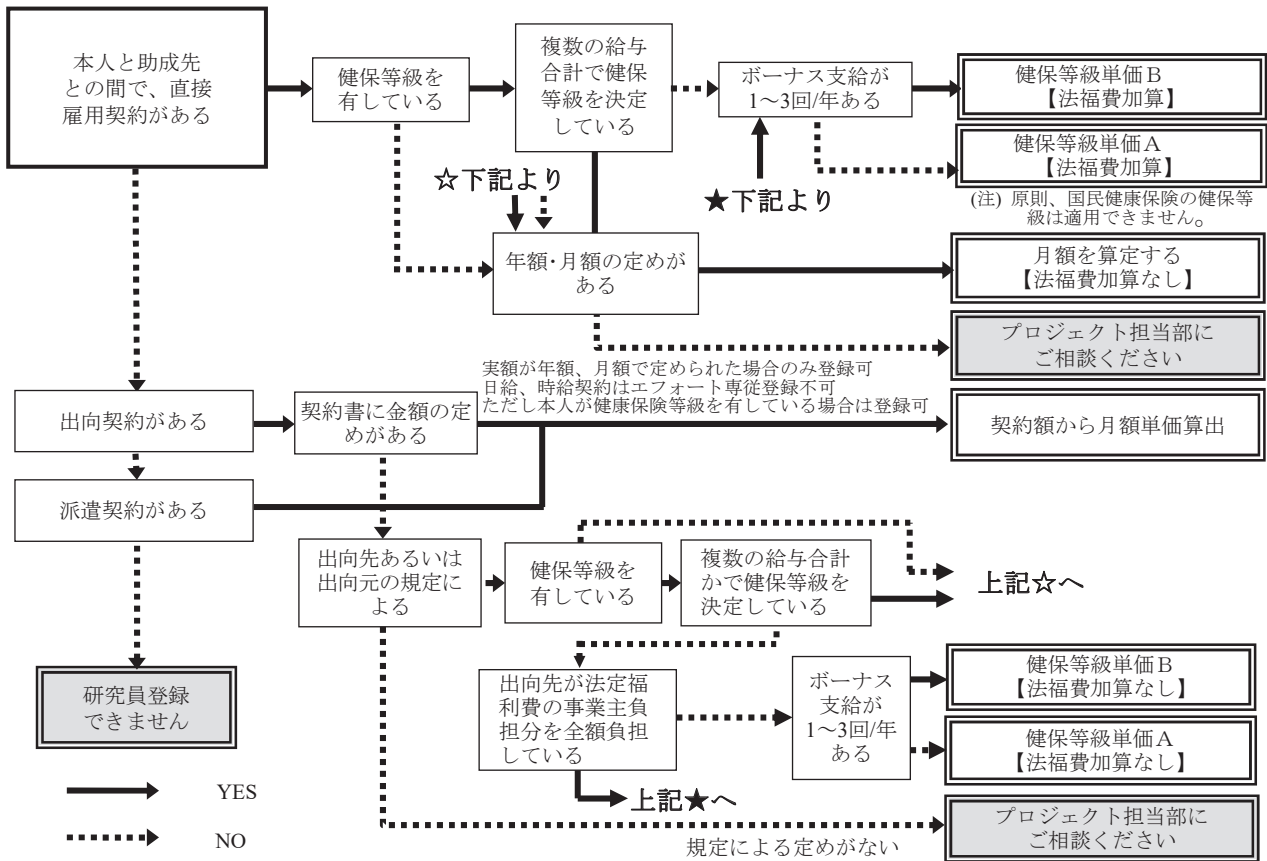 本人と助成先
との間で、直接
雇用契約がある
健保等級を
有している
複数の給与
合計で健保
等級を決定
している
ボーナス支給が
1～3回/年ある
健保等級単価B
【法福費加算】
健保等級単価A
【法福費加算】
(注) 原則、国民健康保険の健保等
級は適用できません。
☆下記より
★下記より
年額･月額の定めが
ある
月額を算定する
【法福費加算なし】
プロジェクト担当部に
ご相談ください
実額が年額、月額で定められた場合のみ登録可
日給、時給契約はエフォート専従登録不可
ただし本人が健康保険等級を有している場合は登録可
出向契約がある
契約書に金額の定
めがある
契約額から月額単価算出
派遣契約がある
出向先あるいは
出向元の規定に
よる
健保等級を
有している
複数の給与合計
かで健保等級を
決定している
上記☆へ
研究員登録
できません
出向先が法定福
利費の事業主負
担分を全額負担
している
ボーナス
支給が
1～3回/年
ある
健保等級単価B
【法福費加算なし】
健保等級単価A
【法福費加算なし】
上記★へ
プロジェクト担当部に
ご相談ください
規定による定めがない
YES
NO